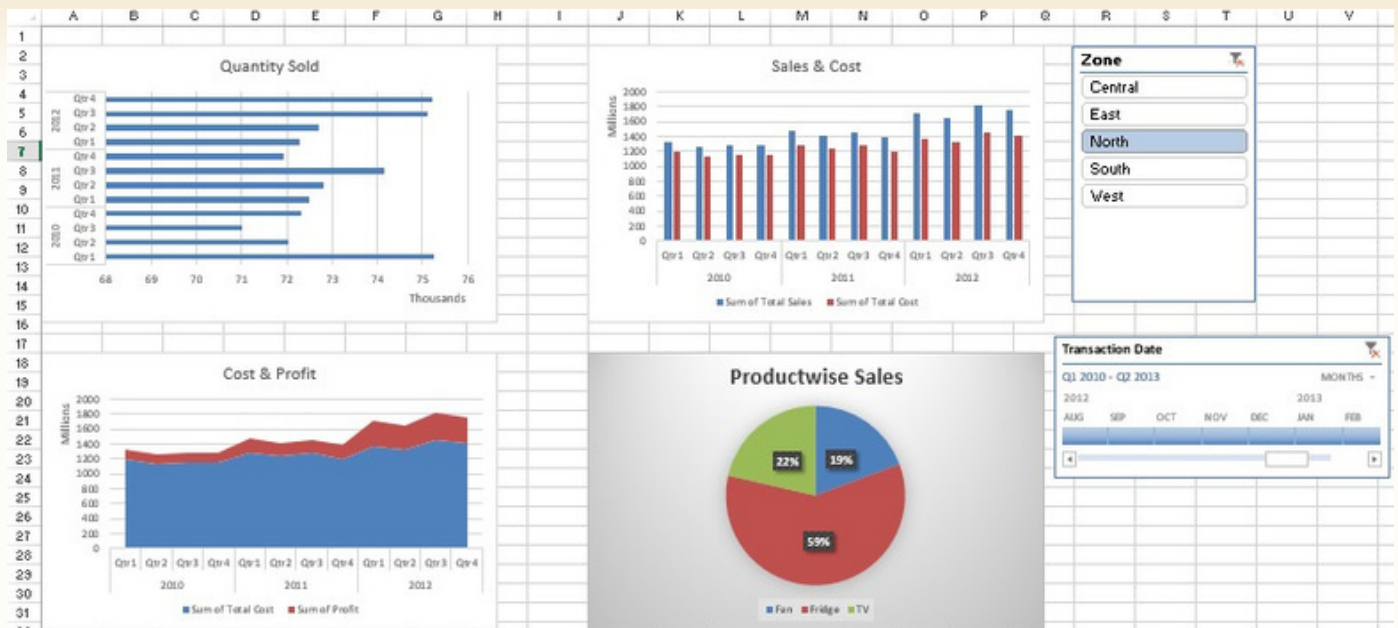 A B C D E F G H I J K L M N O P Q R S T U V
1
2
3
4
5
6
7
8
9
10
11
12
13
14
15
16
17
18
19
20
21
22
23
24
25
26
27
28
29
30
31
Quantity Sold
2012
Qtr4
Qtr3
Qtr2
Qtr1
2011
Qtr4
Qtr3
Qtr2
Qtr1
2010
Qtr4
Qtr3
Qtr2
Qtr1
68 69 70 71 72 73 74 75 76
Thousands
Sales & Cost
Millions
2000
1800
1600
1400
1200
1000
800
600
400
200
0
Qtr1 Qtr2 Qtr3 Qtr4 Qtr1 Qtr2 Qtr3 Qtr4 Qtr1 Qtr2 Qtr3 Qtr4
2010 2011 2012
Sum of Total Sales Sum of Total Cost
Zone
Central
East
North
South
West
Cost & Profit
Millions
2000
1800
1600
1400
1200
1000
800
600
400
200
0
Qtr1 Qtr2 Qtr3 Qtr4 Qtr1 Qtr2 Qtr3 Qtr4 Qtr1 Qtr2 Qtr3 Qtr4
2010 2011 2012
Sum of Total Cost Sum of Profit
Productwise Sales
22% 19%
59%
Fan Fridge TV
Transaction Date
Q1 2010 - Q2 2013 MONTHS
2012 2013
AUG SEP OCT NOV DEC JAN FEB